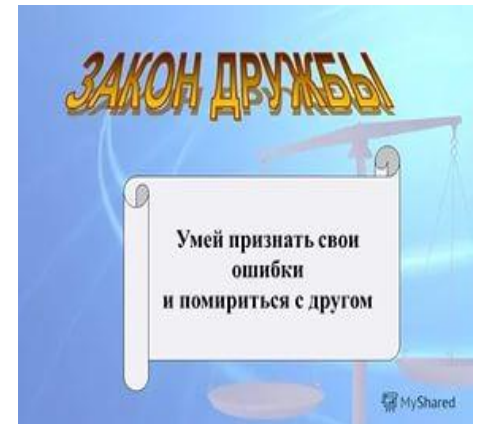 ЗАКОН ДРУЖБЫ
Умей признать свои
ошибки
и помириться с другом
MyShared